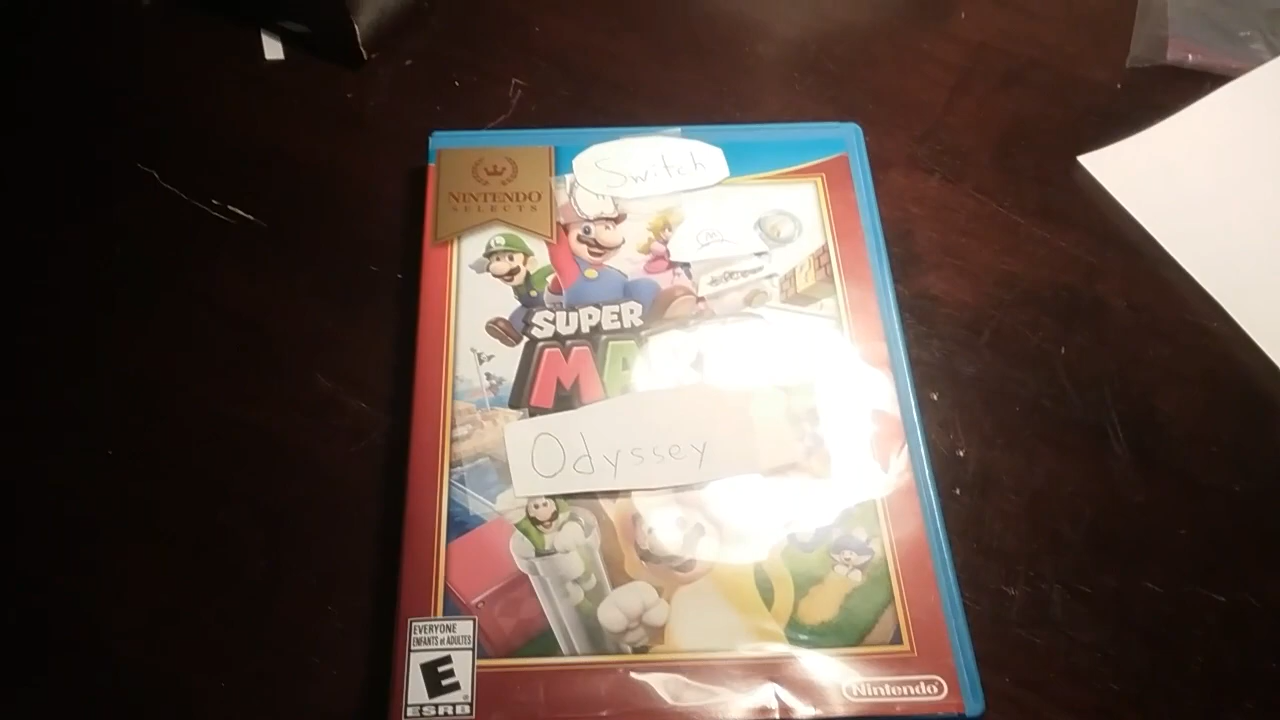 Switch
NINTENDO
SELECTS
M
SUPER
MA
Odyssey
EVERYONE
ENFANTS et ADULTES
E
ESRB
Nintendo